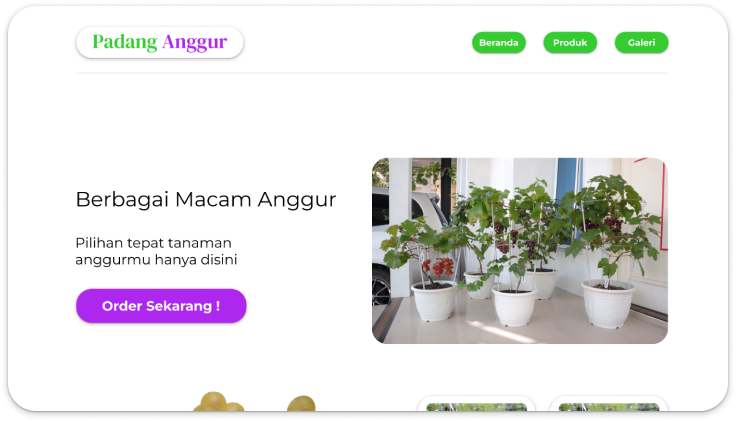 Padang Anggur
Beranda
Produk
Galeri
Berbagai Macam Anggur
Pilihan tepat tanaman
anggurmu hanya disini
Order Sekarang !